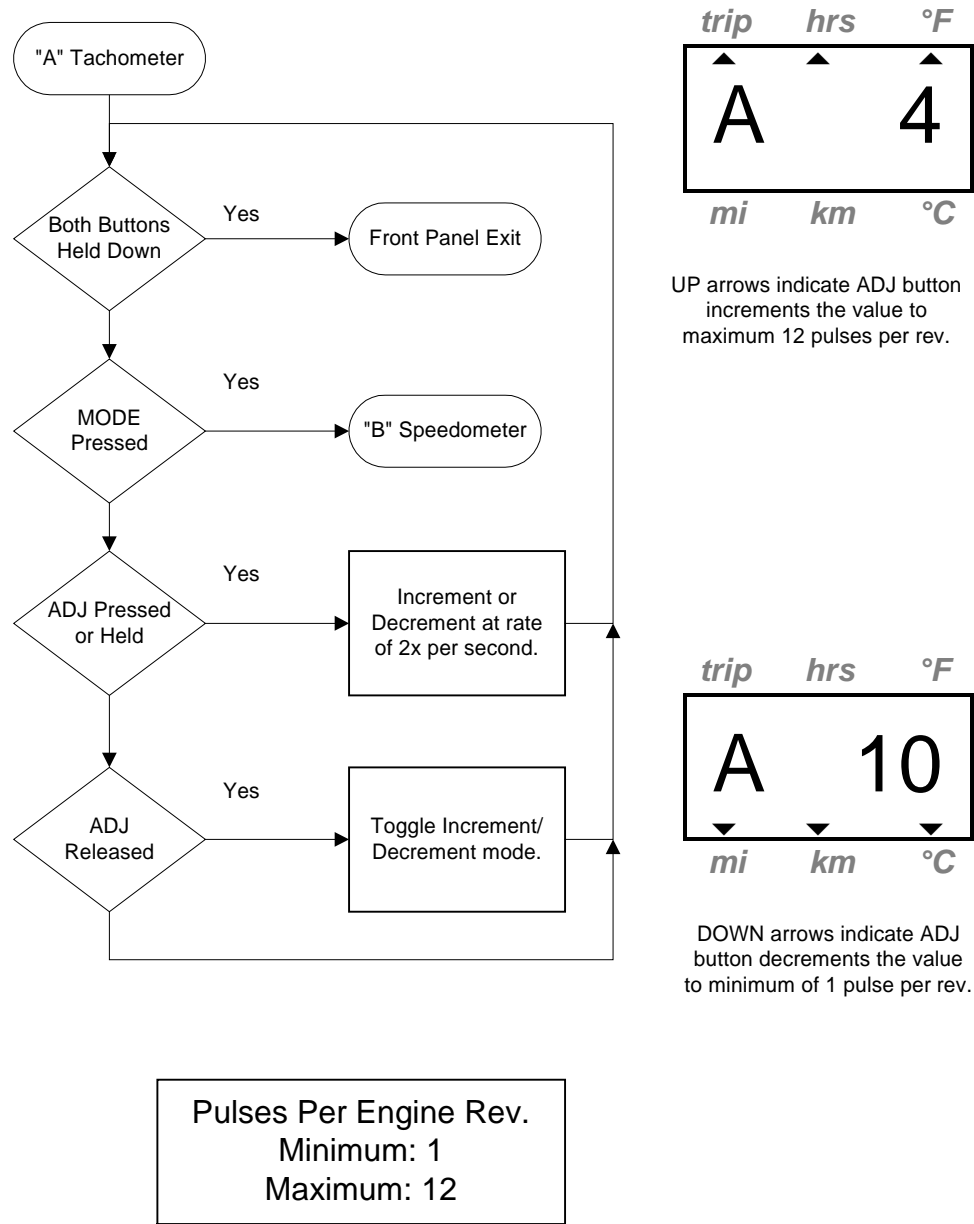 "A" Tachometer
Both Buttons
Held Down
Yes
Front Panel Exit
MODE
Pressed
Yes
"B" Speedometer
ADJ Pressed
or Held
Yes
Increment or
Decrement at rate
of 2x per second.
ADJ
Released
Yes
Toggle Increment/
Decrement mode.
trip hrs °F
A 4
mi km °C
UP arrows indicate ADJ button
increments the value to
maximum 12 pulses per rev.
trip hrs °F
A 10
mi km °C
DOWN arrows indicate ADJ
button decrements the value
to minimum of 1 pulse per rev.
Pulses Per Engine Rev.
Minimum: 1
Maximum: 12